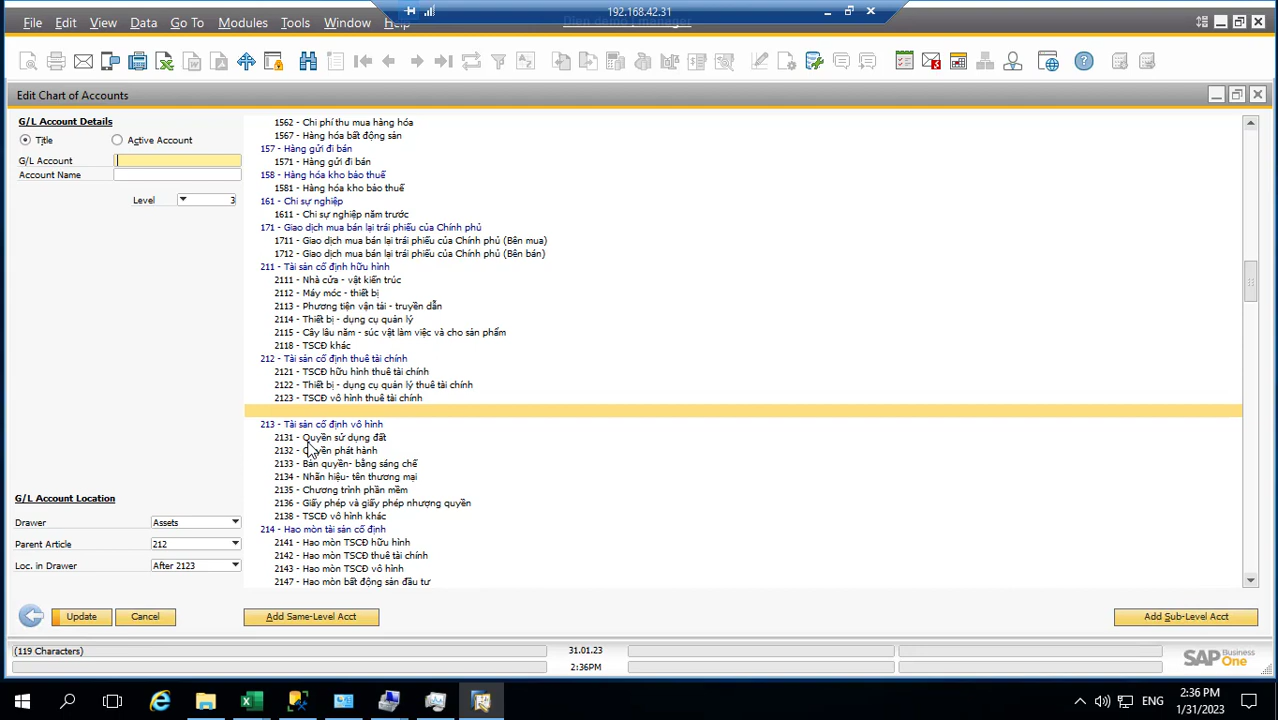 192.168.42.31
File Edit View Data Go To Modules Tools Window Help
Edit Chart of Accounts
G/L Account Details
Title Active Account
G/L Account
Account Name
Level 3
1562 - Chi phí thu mua hàng hóa
1567 - Hàng hóa bất động sản
157 - Hàng gửi đi bán
1571 - Hàng gửi đi bán
158 - Hàng hóa kho bảo thuế
1581 - Hàng hóa kho bảo thuế
161 - Chi sự nghiệp
1611 - Chi sự nghiệp năm trước
171 - Giao dịch mua bán lại trái phiếu của Chính phủ
1711 - Giao dịch mua bán lại trái phiếu của Chính phủ (Bên mua)
1712 - Giao dịch mua bán lại trái phiếu của Chính phủ (Bên bán)
211 - Tài sản cố định hữu hình
2111 - Nhà cửa - vật kiến trúc
2112 - Máy móc - thiết bị
2113 - Phương tiện vận tải - truyền dẫn
2114 - Thiết bị - dụng cụ quản lý
2115 - Cây lâu năm - súc vật làm việc và cho sản phẩm
2118 - TSCĐ khác
212 - Tài sản cố định thuê tài chính
2121 - TSCĐ hữu hình thuê tài chính
2122 - Thiết bị - dụng cụ quản lý thuê tài chính
2123 - TSCĐ vô hình thuê tài chính
213 - Tài sản cố định vô hình
2131 - Quyền sử dụng đất
2132 - Quyền phát hành
2133 - Bản quyền- bằng sáng chế
2134 - Nhãn hiệu- tên thương mại
2135 - Chương trình phần mềm
2136 - Giấy phép và giấy phép nhượng quyền
2138 - TSCĐ vô hình khác
214 - Hao mòn tài sản cố định
2141 - Hao mòn TSCĐ hữu hình
2142 - Hao mòn TSCĐ thuê tài chính
2143 - Hao mòn TSCĐ vô hình
2147 - Hao mòn bất động sản đầu tư
G/L Account Location
Drawer Assets
Parent Article 212
Loc. in Drawer After 2123
Update Cancel Add Same-Level Acct Add Sub-Level Acct
(119 Characters) 31.01.23
2:36PM
SAP Business One
ENG 2:36 PM
1/31/2023